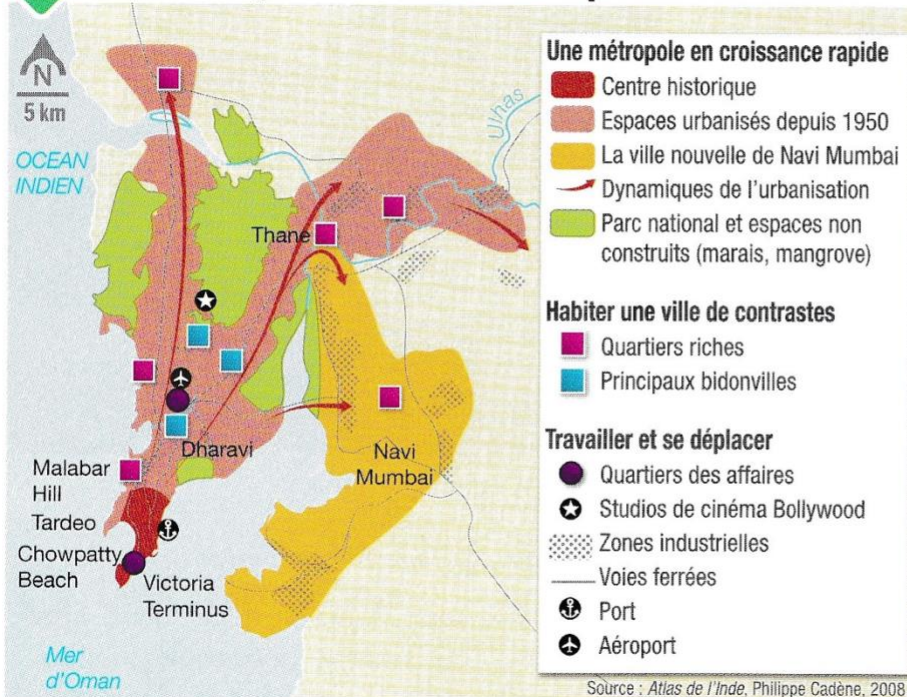 N
5 km
OCEAN
INDIEN
Ulhas
Thane
Dharavi
Navi
Mumbai
Malabar
Hill
Tardeo
Chowpatty
Beach
Victoria
Terminus
Mer
d'Oman
Une métropole en croissance rapide
Centre historique
Espaces urbanisés depuis 1950
La ville nouvelle de Navi Mumbai
Dynamiques de l'urbanisation
Parc national et espaces non
construits (marais, mangrove)
Habiter une ville de contrastes
Quartiers riches
Principaux bidonvilles
Travailler et se déplacer
Quartiers des affaires
Studios de cinéma Bollywood
Zones industrielles
Voies ferrées
Port
Aéroport
Source : Atlas de l'Inde, Philippe Cadène, 2008